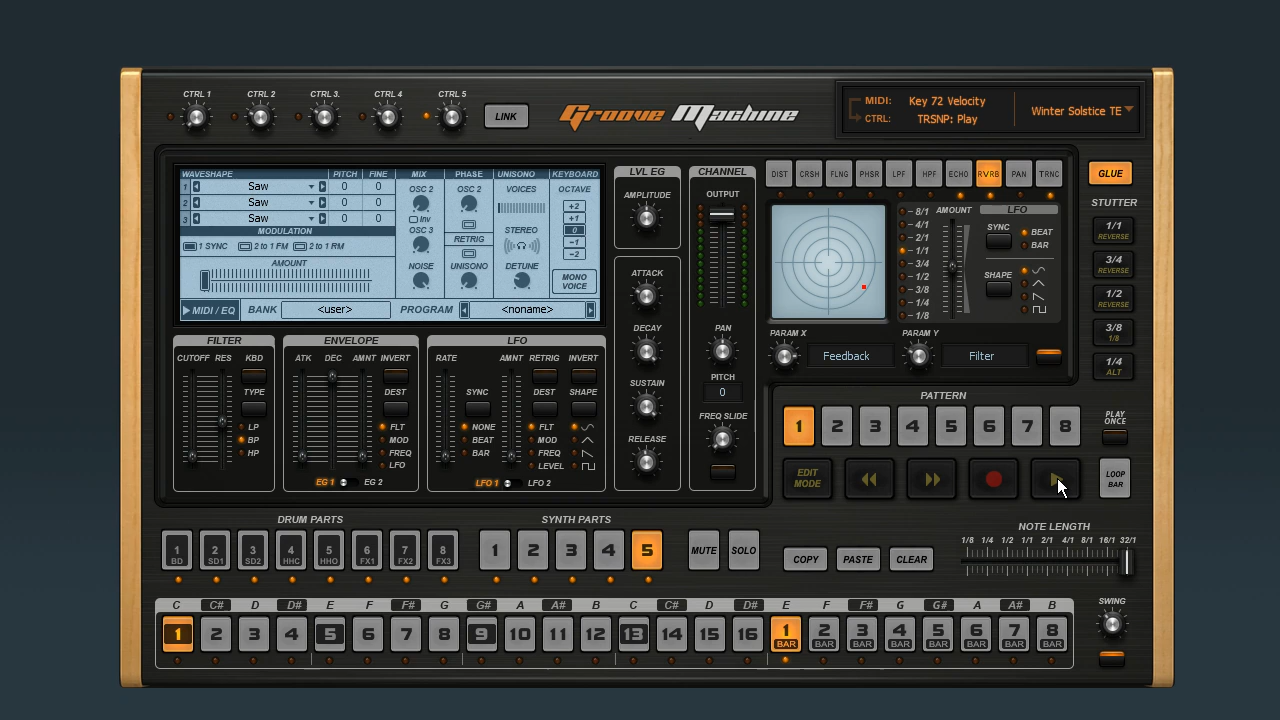 CTRL 1 CTRL 2 CTRL 3. CTRL 4 CTRL 5
LINK
Groove Machine
MIDI: Key 72 Velocity
CTRL: TRSNP: Play
Winter Solstice TE
WAVESHAPE PITCH FINE MIX PHASE UNISONO KEYBOARD
1 Saw 0 0
2 Saw 0 0
3 Saw 0 0
MODULATION
1 SYNC 2 to 1 FM 2 to 1 RM
AMOUNT
OSC 2
Inv
OSC 3
NOISE
OSC 2
RETRIG
UNISONO
VOICES
STEREO
DETUNE
OCTAVE
+2
+1
0
−1
−2
MONO
VOICE
MIDI / EQ BANK <user> PROGRAM <noname>
LVL EG
AMPLITUDE
ATTACK
DECAY
SUSTAIN
RELEASE
CHANNEL
OUTPUT
PAN
PITCH
0
FREQ SLIDE
DIST CRSH FLNG PHSR LPF HPF ECHO RVRB PAN TRNC
8/1
4/1
2/1
1/1
3/4
1/2
3/8
1/4
1/8
AMOUNT
LFO
SYNC
BEAT
BAR
SHAPE
PARAM X Feedback
PARAM Y Filter
GLUE
STUTTER
1/1
REVERSE
3/4
REVERSE
1/2
REVERSE
3/8
1/8
1/4
ALT
FILTER
CUTOFF RES KBD
TYPE
LP
BP
HP
ENVELOPE
ATK DEC AMNT INVERT
DEST
FLT
MOD
FREQ
LFO
EG 1 EG 2
LFO
RATE AMNT RETRIG INVERT
SYNC DEST SHAPE
NONE
BEAT
BAR
FLT
MOD
FREQ
LEVEL
LFO 1 LFO 2
PATTERN
1 2 3 4 5 6 7 8
PLAY
ONCE
EDIT
MODE
LOOP
BAR
DRUM PARTS
1 2 3 4 5 6 7 8
BD SD1 SD2 HHC HHO FX1 FX2 FX3
SYNTH PARTS
1 2 3 4 5
MUTE SOLO
COPY PASTE CLEAR
NOTE LENGTH
1/8 1/4 1/2 1/1 2/1 4/1 8/1 16/1 32/1
C C# D D# E F F# G G# A A# B C C# D D# E F F# G G# A A# B
1 2 3 4 5 6 7 8 9 10 11 12 13 14 15 16 1 2 3 4 5 6 7 8
BAR BAR BAR BAR BAR BAR BAR BAR
SWING